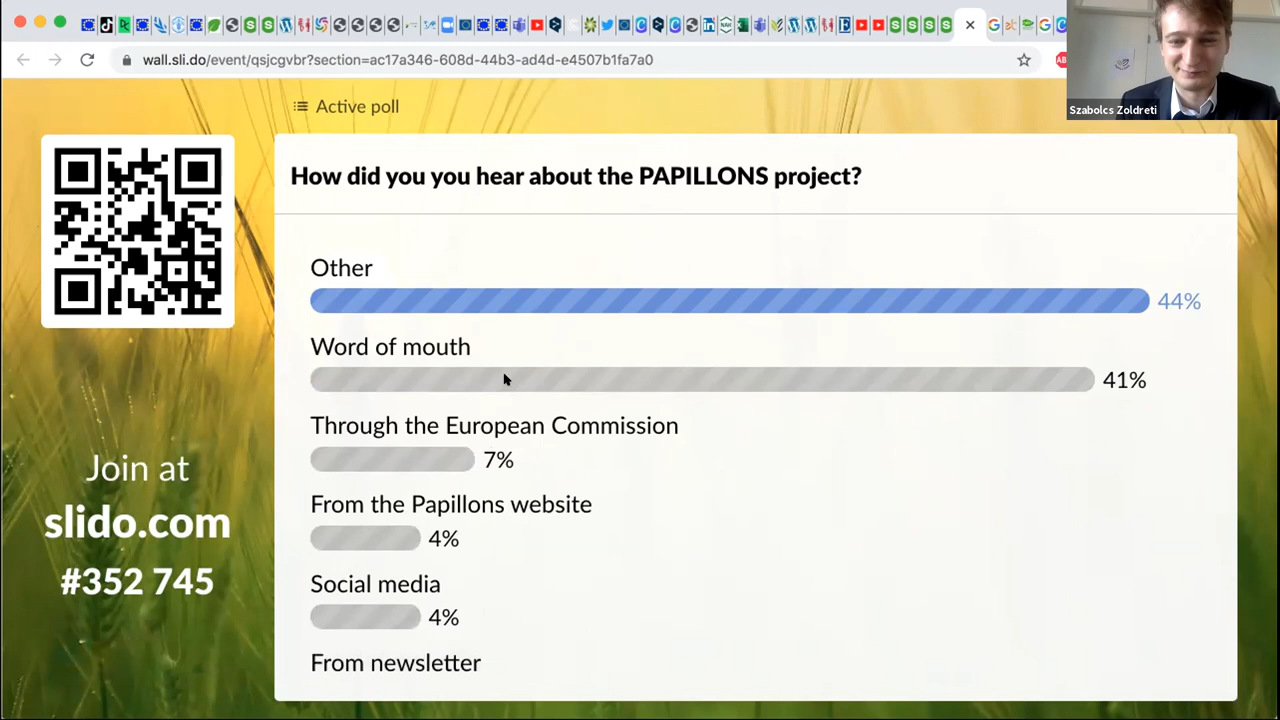 wall.sli.do/event/qsjcgvbr?section=ac17a346-608d-44b3-ad4d-e4507b1fa7a0
Szabolcs Zoldreti
Active poll
How did you you hear about the PAPILLONS project?
Other
44%
Word of mouth
41%
Through the European Commission
7%
From the Papillons website
4%
Social media
4%
From newsletter
Join at
slido.com
#352 745